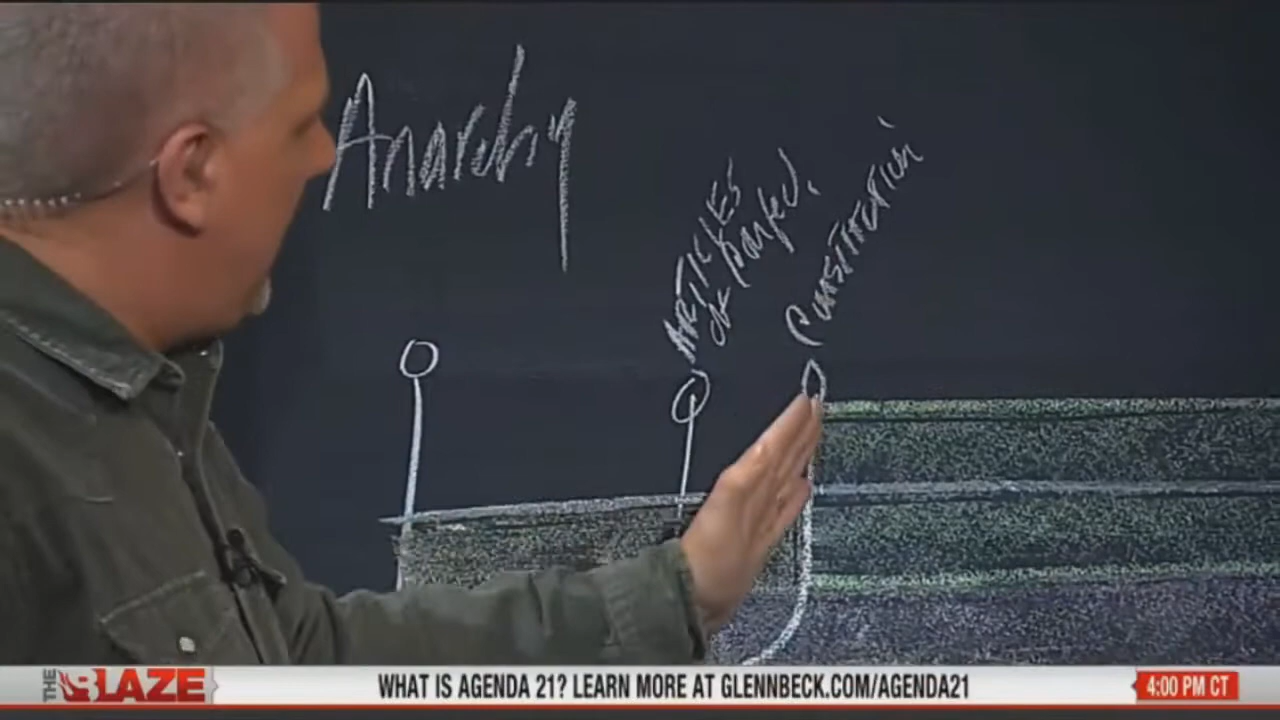 Anarchy
ARTICLES
of Confed.
CONSTITUTION
THE BLAZE
WHAT IS AGENDA 21? LEARN MORE AT GLENNBECK.COM/AGENDA21
4:00 PM CT